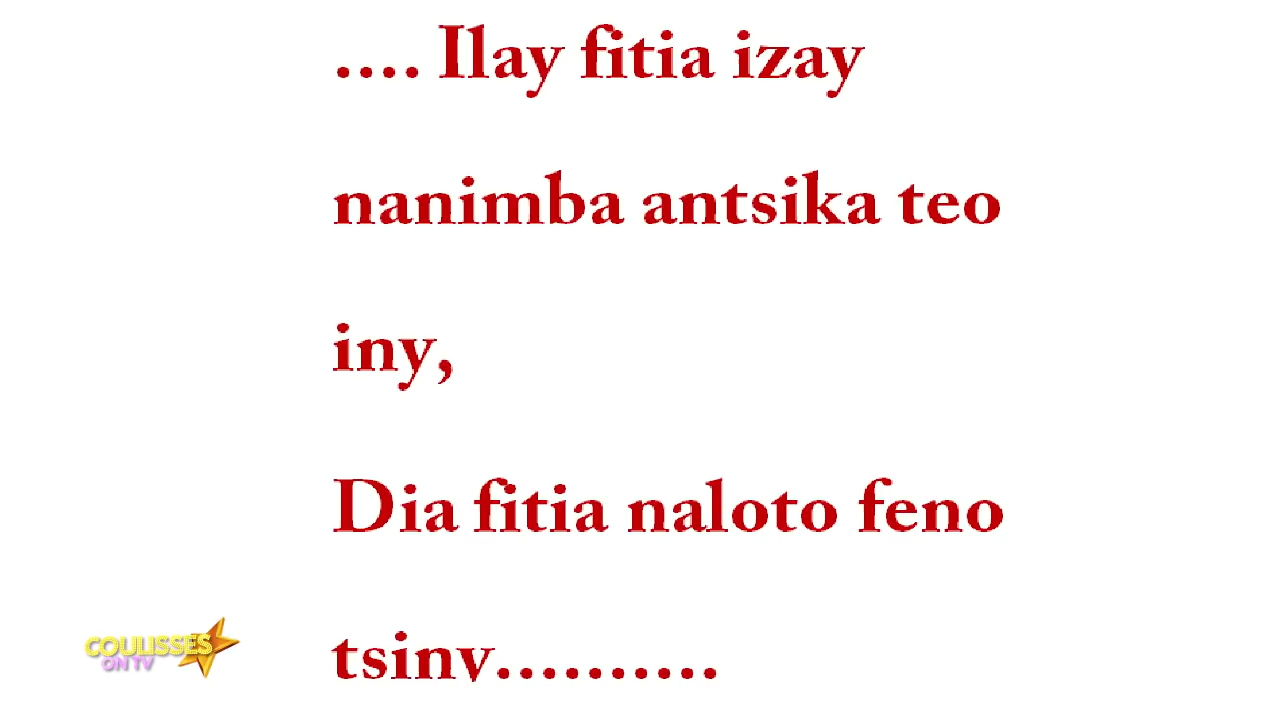 .... Ilay fitia izay
nanimba antsika teo
iny,
Dia fitia naloto feno
tsiny..........
COULISSES
ON TV